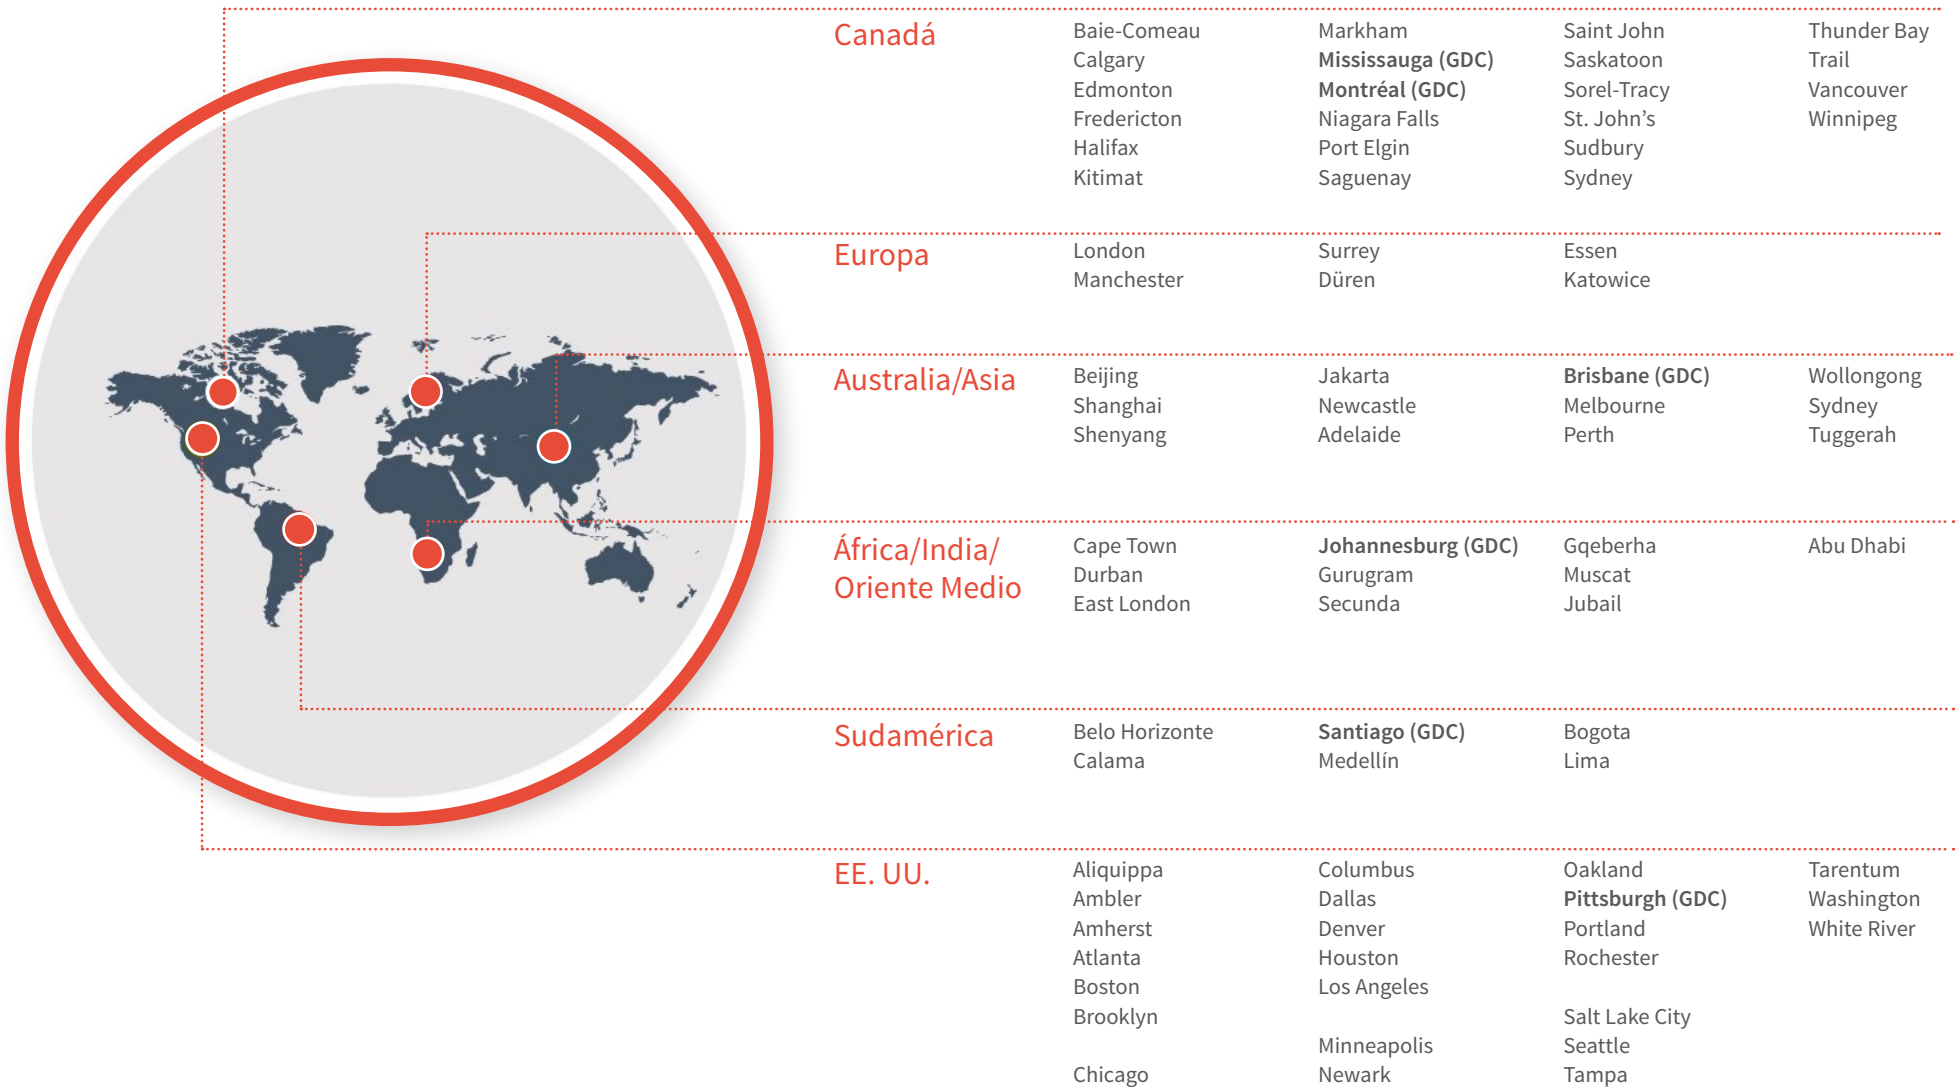 Canadá
Baie-Comeau
Calgary
Edmonton
Fredericton
Halifax
Kitimat
Markham
Mississauga (GDC)
Montréal (GDC)
Niagara Falls
Port Elgin
Saguenay
Saint John
Saskatoon
Sorel-Tracy
St. John’s
Sudbury
Sydney
Thunder Bay
Trail
Vancouver
Winnipeg
Europa
London
Manchester
Surrey
Düren
Essen
Katowice
Australia/Asia
Beijing
Shanghai
Shenyang
Jakarta
Newcastle
Adelaide
Brisbane (GDC)
Melbourne
Perth
Wollongong
Sydney
Tuggerah
África/India/
Oriente Medio
Cape Town
Durban
East London
Johannesburg (GDC)
Gurugram
Secunda
Gqeberha
Muscat
Jubail
Abu Dhabi
Sudamérica
Belo Horizonte
Calama
Santiago (GDC)
Medellín
Bogota
Lima
EE. UU.
Aliquippa
Ambler
Amherst
Atlanta
Boston
Brooklyn
Chicago
Columbus
Dallas
Denver
Houston
Los Angeles
Minneapolis
Newark
Oakland
Pittsburgh (GDC)
Portland
Rochester
Salt Lake City
Seattle
Tampa
Tarentum
Washington
White River